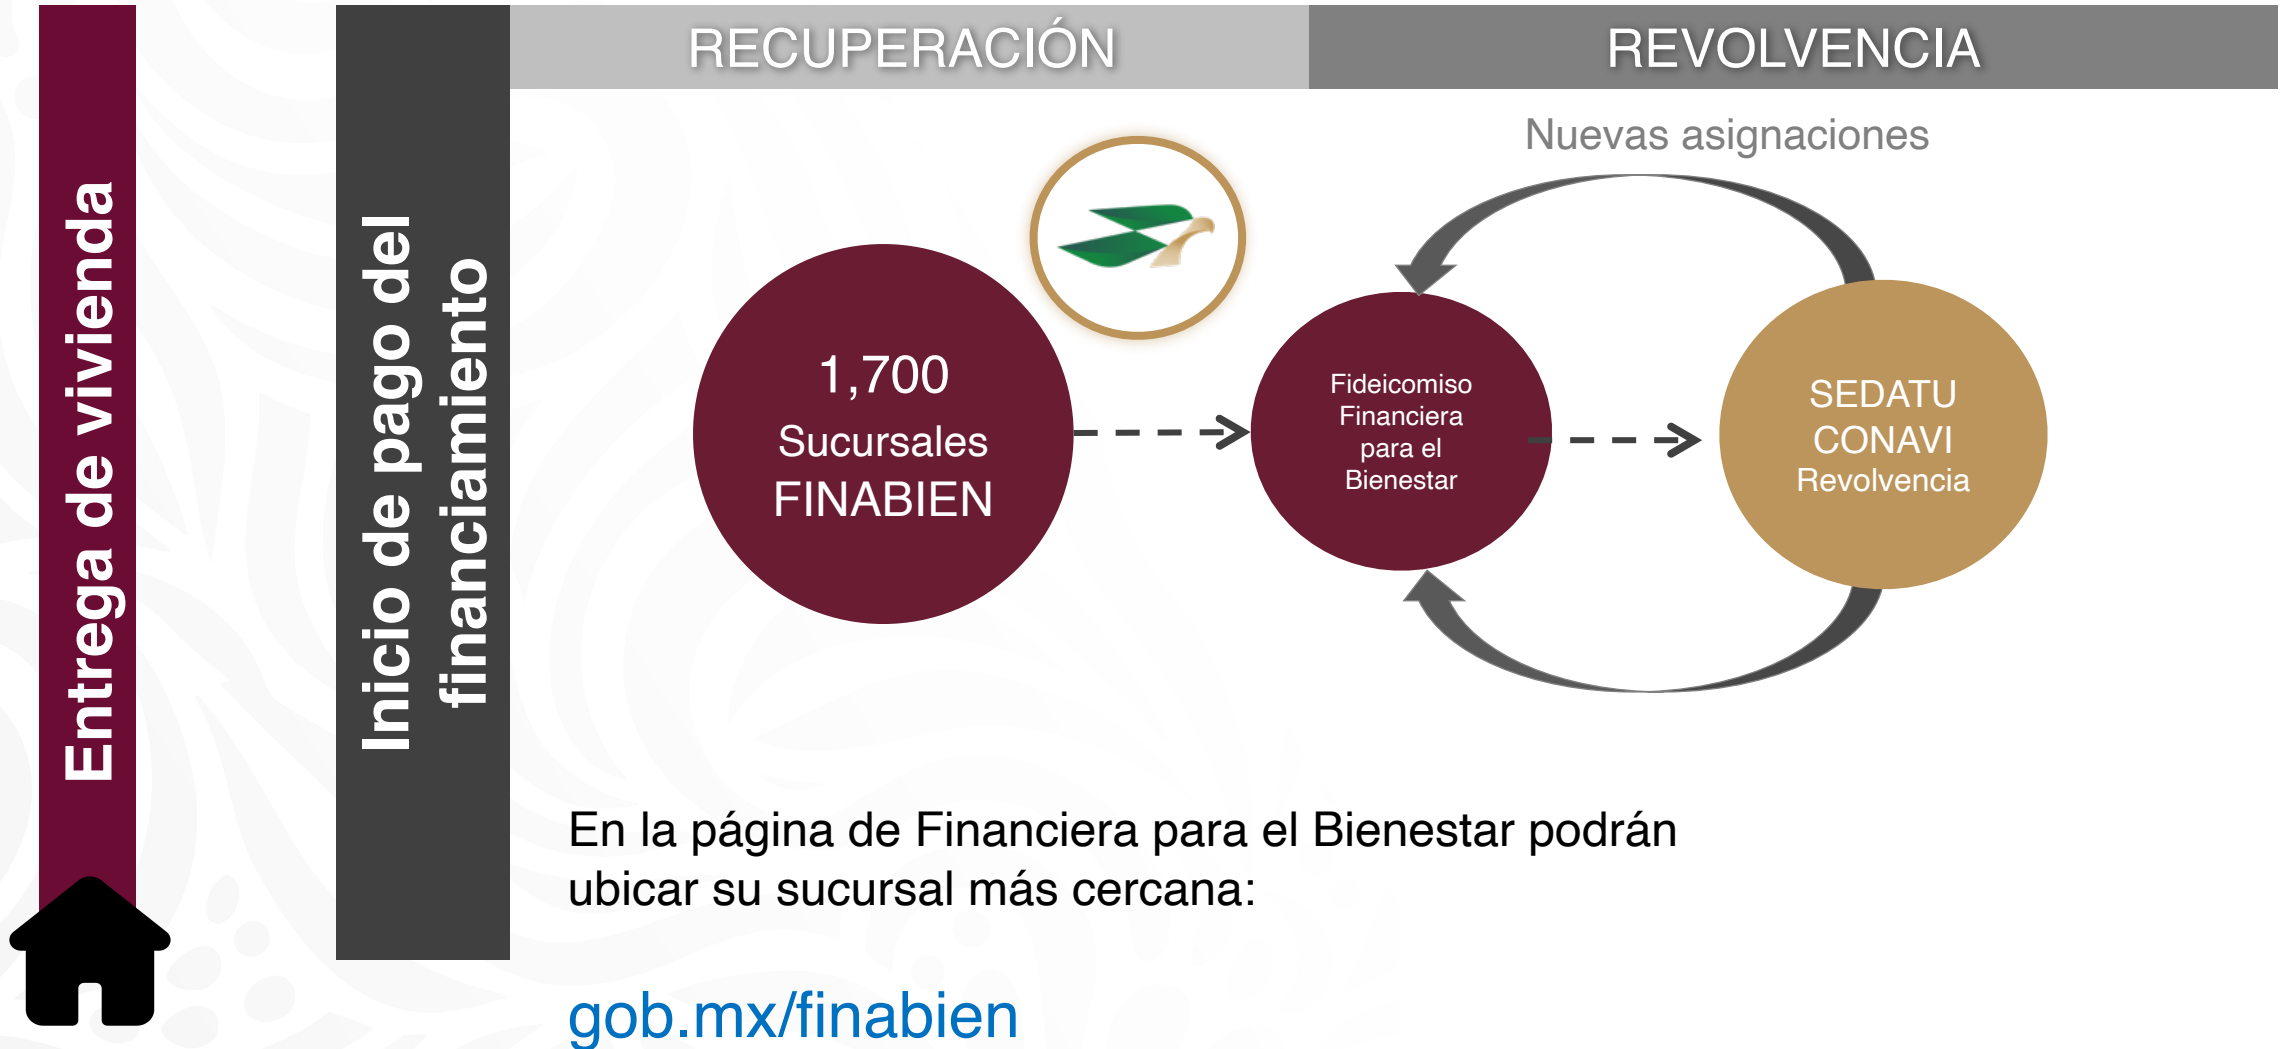 Entrega de vivienda
Inicio de pago del
financiamiento
RECUPERACIÓN
REVOLVENCIA
Nuevas asignaciones
1,700
Sucursales
FINABIEN
Fideicomiso
Financiera
para el
Bienestar
SEDATU
CONAVI
Revolvencia
En la página de Financiera para el Bienestar podrán
ubicar su sucursal más cercana:
gob.mx/finabien